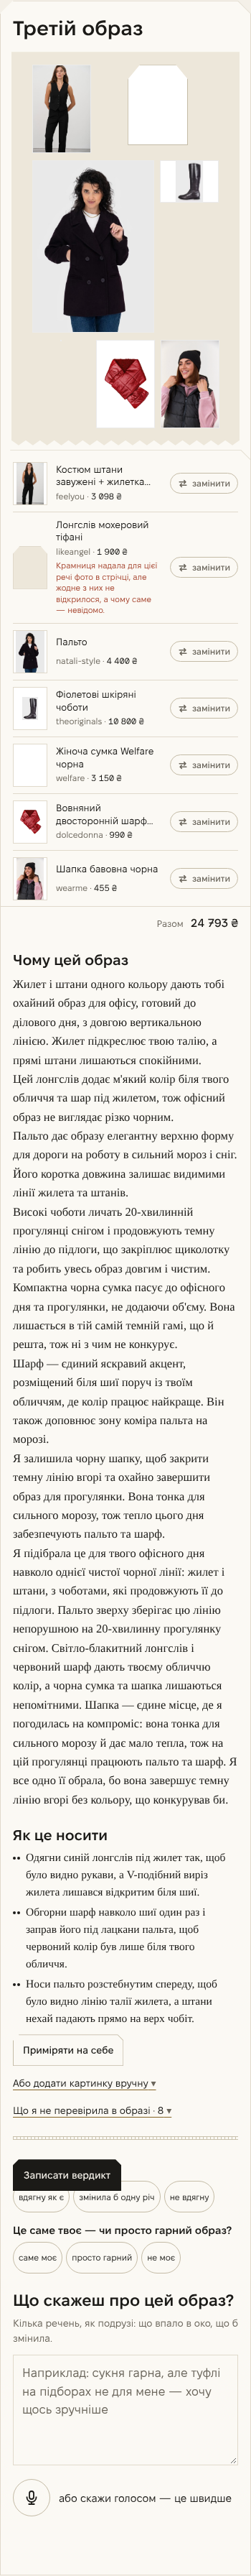 Третій образ
Костюм штани
завужені + жилетка...
feelyou · 3 098 ₴
⇄ замінити
Лонгслів мохеровий
тіфані
likeangel · 1 900 ₴
Крамниця надала для цієї
речі фото в стрічці, але
жодне з них не
відкрилося, а чому саме
— невідомо.
⇄ замінити
Пальто
natali-style · 4 400 ₴
⇄ замінити
Фіолетові шкіряні
чоботи
theoriginals · 10 800 ₴
⇄ замінити
Жіноча сумка Welfare
чорна
welfare · 3 150 ₴
⇄ замінити
Вовняний
двосторонній шарф...
dolcedonna · 990 ₴
⇄ замінити
Шапка бавовна чорна
wearme · 455 ₴
⇄ замінити
Разом 24 793 ₴
Чому цей образ
Жилет і штани одного кольору дають тобі
охайний образ для офісу, готовий до
ділового дня, з довгою вертикальною
лінією. Жилет підкреслює твою талію, а
прямі штани лишаються спокійними.
Цей лонгслів додає м'який колір біля твого
обличчя та шар під жилетом, тож офісний
образ не виглядає різко чорним.
Пальто дає образу елегантну верхню форму
для дороги на роботу в сильний мороз і сніг.
Його коротка довжина залишає видимими
лінії жилета та штанів.
Високі чоботи личать 20-хвилинній
прогулянці снігом і продовжують темну
лінію до підлоги, що закріплює щиколотку
та робить увесь образ довгим і чистим.
Компактна чорна сумка пасує до офісного
дня та прогулянки, не додаючи об'єму. Вона
лишається в тій самій темній гамі, що й
решта, тож ні з чим не конкурує.
Шарф — єдиний яскравий акцент,
розміщений біля шиї поруч із твоїм
обличчям, де колір працює найкраще. Він
також доповнює зону коміра пальта на
морозі.
Я залишила чорну шапку, щоб закрити
темну лінію вгорі та охайно завершити
образ для прогулянки. Вона тонка для
сильного морозу, тож тепло цього дня
забезпечують пальто та шарф.
Я підібрала це для твого офісного дня
навколо однієї чистої чорної лінії: жилет і
штани, з чоботами, які продовжують її до
підлоги. Пальто зверху зберігає цю лінію
непорушною на 20-хвилинну прогулянку
снігом. Світло-блакитний лонгслів і
червоний шарф дають твоєму обличчю
колір, а чорна сумка та шапка лишаються
непомітними. Шапка — єдине місце, де я
погодилась на компроміс: вона тонка для
сильного морозу й дає мало тепла, тож на
цій прогулянці працюють пальто та шарф. Я
все одно її обрала, бо вона завершує темну
лінію вгорі без кольору, що конкурував би.
Як це носити
•• Одягни синій лонгслів під жилет так, щоб
було видно рукави, а V-подібний виріз
жилета лишався відкритим біля шиї.
•• Обгорни шарф навколо шиї один раз і
заправ його під лацкани пальта, щоб
червоний колір був лише біля твого
обличчя.
•• Носи пальто розстебнутим спереду, щоб
було видно лінію талії жилета, а штани
нехай падають прямо на верх чобіт.
Приміряти на себе
Або додати картинку вручну ▾
Що я не перевірила в образі · 8 ▾
Записати вердикт
вдягну як є
змінила б одну річ
не вдягну
Це саме твоє — чи просто гарний образ?
саме моє
просто гарний
не моє
Що скажеш про цей образ?
Кілька речень, як подрузі: що впало в око, що б
змінила.
Наприклад: сукня гарна, але туфлі
на підборах не для мене — хочу
щось зручніше
або скажи голосом — це швидше